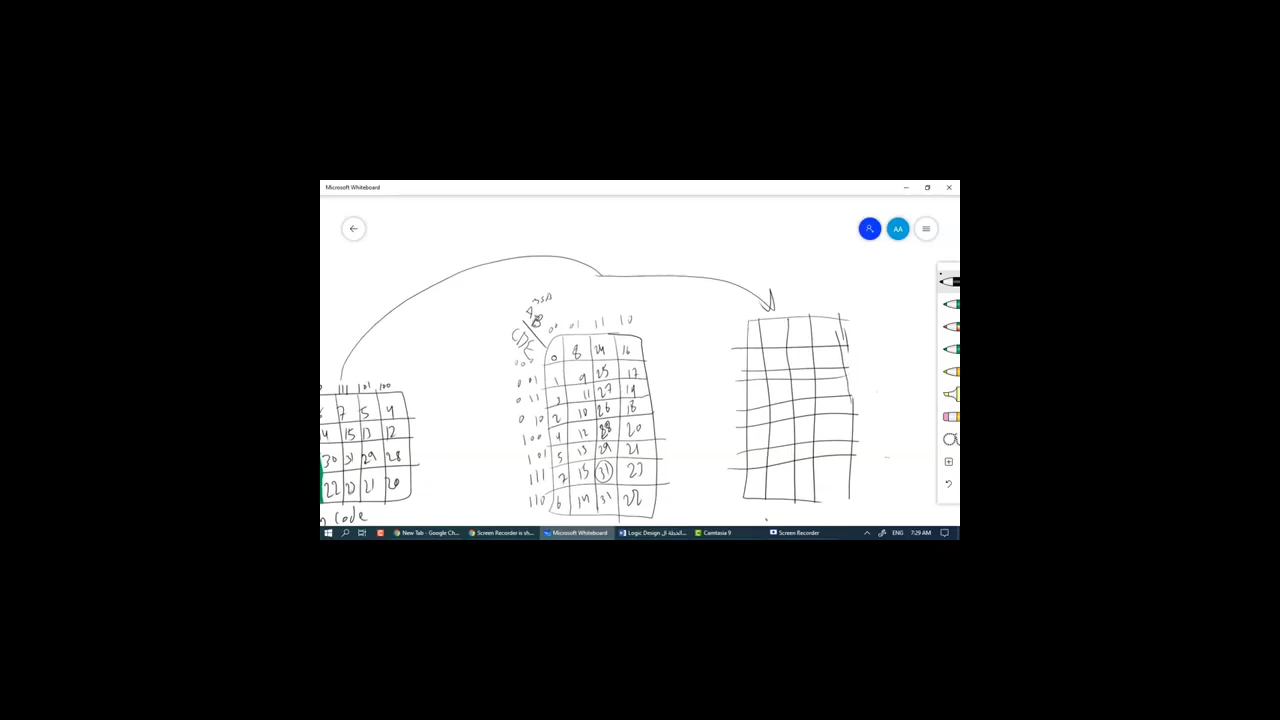 Microsoft Whiteboard
AA
A B
CDE
00 01 11 10
0 8 24 16
001 1 9 25 17
011 3 11 27 19
010 2 10 26 18
100 4 12 28 20
101 5 13 29 21
111 7 15 31 23
110 6 14 31 22
111 101 100
7 5 4
15 13 12
30 31 29 28
22 23 21 20
Code
New Tab - Google Ch...
Screen Recorder is sh...
Microsoft Whiteboard
Logic Design الـ ...
Camtasia 9
Screen Recorder
ENG
7:29 AM